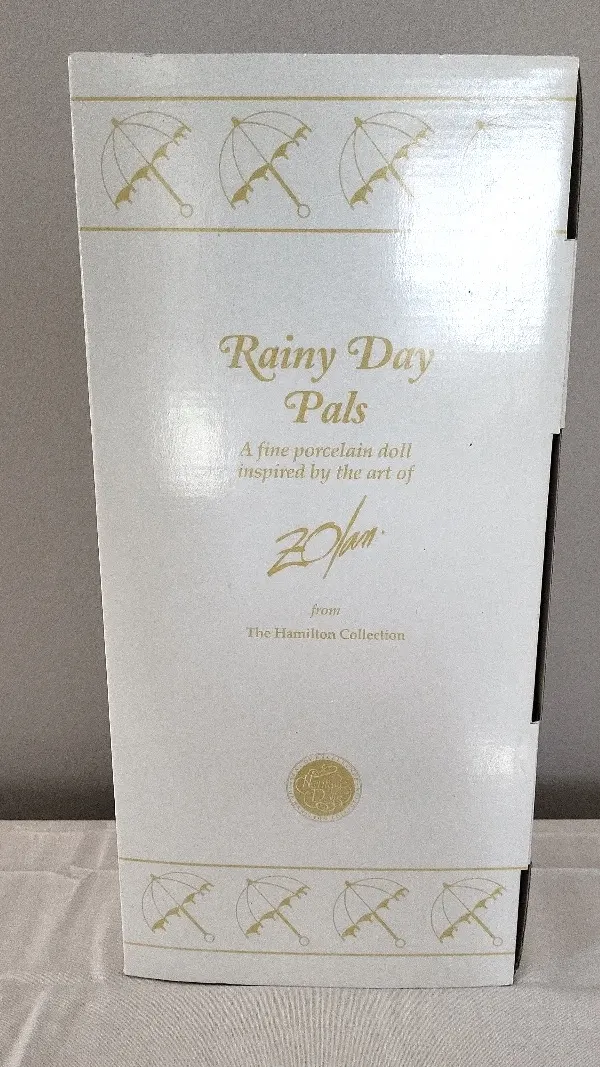 Rainy Day
Pals
A fine porcelain doll
inspired by the art of
Zolan
from
The Hamilton Collection